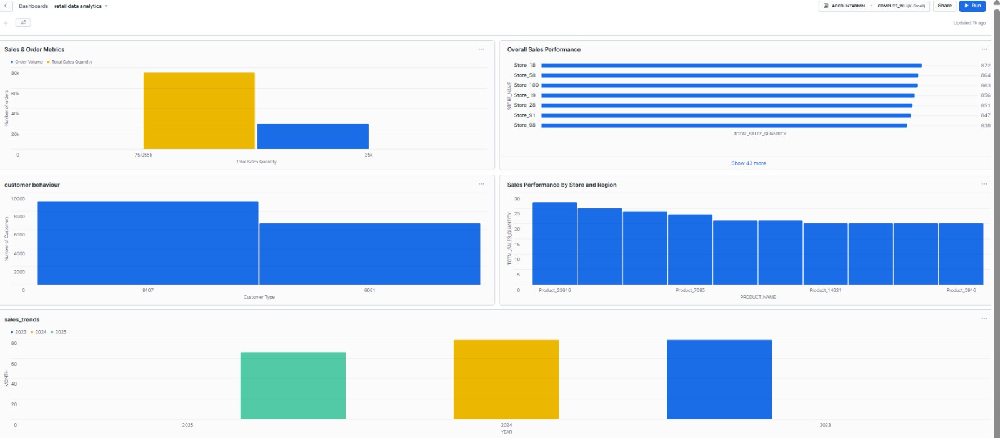 Dashboards retail data analytics
ACCOUNTADMIN · COMPUTE_WH (X-Small) Share Run
Updated 1h ago
Sales & Order Metrics
Order Volume Total Sales Quantity
Number of orders
80k
60k
40k
20k
0
75.055k 25k
Total Sales Quantity
Overall Sales Performance
STORE_NAME
Store_18 872
Store_58 864
Store_100 863
Store_19 856
Store_28 851
Store_91 847
Store_98 838
TOTAL_SALES_QUANTITY
Show 43 more
customer behaviour
Number of Customers
10000
8000
6000
4000
2000
0
9107 6661
Customer Type
Sales Performance by Store and Region
TOTAL_SALES_QUANTITY
30
25
20
15
10
5
0
Product_22616 Product_7695 Product_14621 Product_5946
PRODUCT_NAME
sales_trends
2023 2024 2025
MONTH
80
60
40
20
0
2025 2024 2023
YEAR